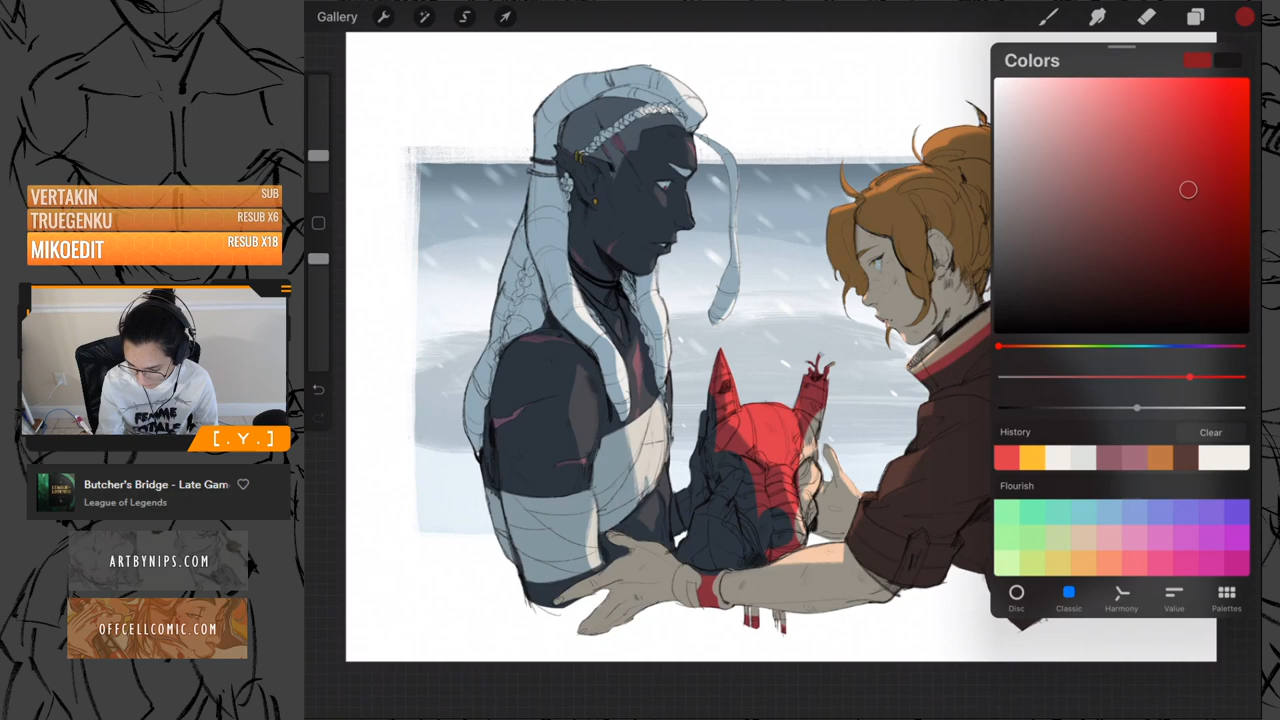 Gallery
Colors
VERTAKIN SUB
TRUEGENKU RESUB X6
MIKOEDIT RESUB X18
FEMME
[ . Y . ]
Butcher's Bridge - Late Gam
League of Legends
ARTBYNIPS.COM
OFFCELLCOMIC.COM
History Clear
Flourish
Disc Classic Harmony Value Palettes